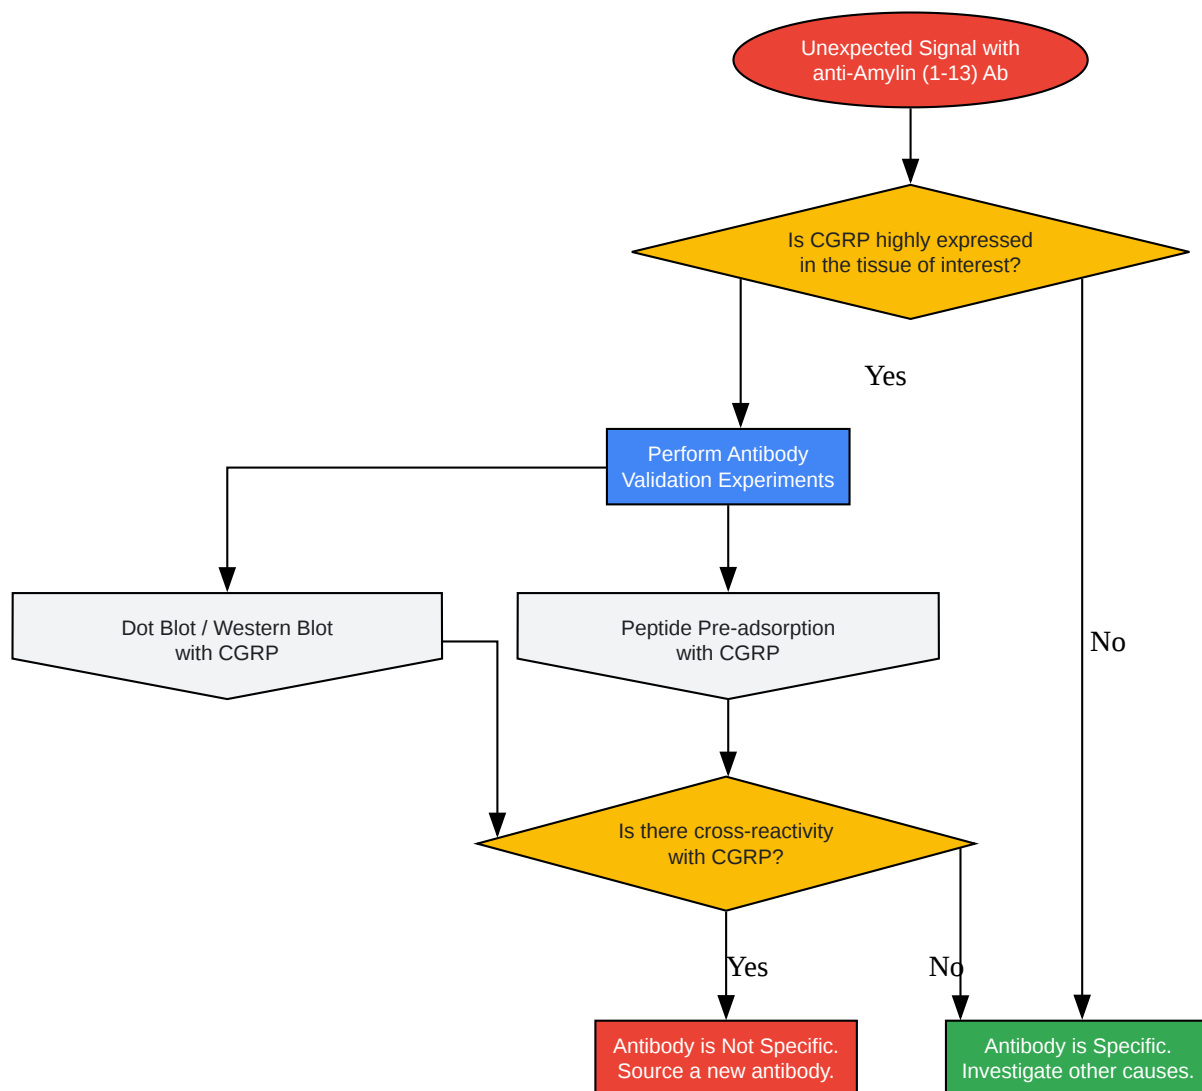 Unexpected Signal with
anti-Amylin (1-13) Ab
Is CGRP highly expressed
in the tissue of interest?
Yes
Perform Antibody
Validation Experiments
Dot Blot / Western Blot
with CGRP
Peptide Pre-adsorption
with CGRP
No
Is there cross-reactivity
with CGRP?
Yes
No
Antibody is Not Specific.
Source a new antibody.
Antibody is Specific.
Investigate other causes.